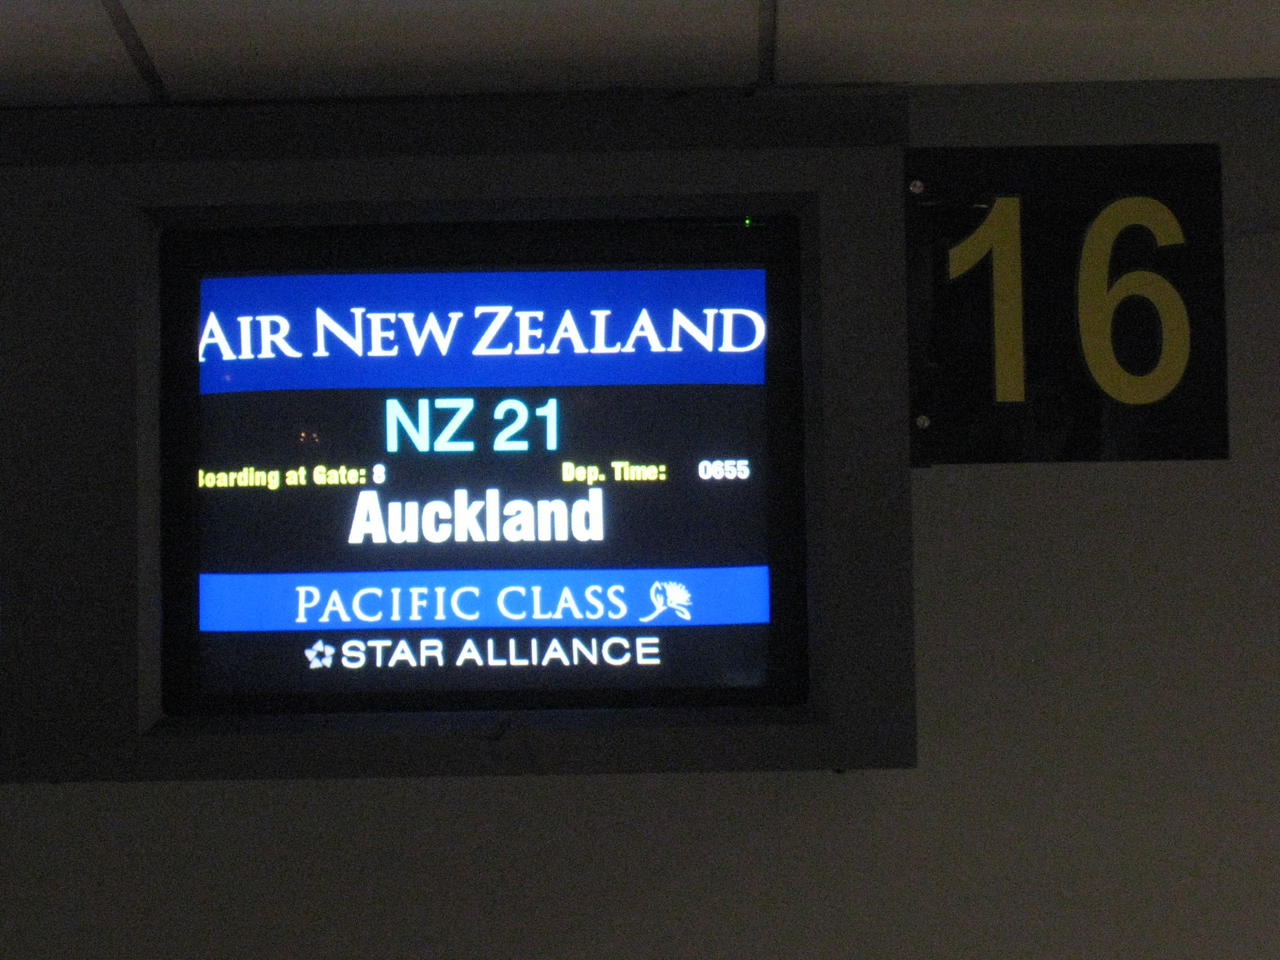 AIR NEW ZEALAND
NZ 21
Boarding at Gate: 8 Dep. Time: 0655
Auckland
PACIFIC CLASS
STAR ALLIANCE
16